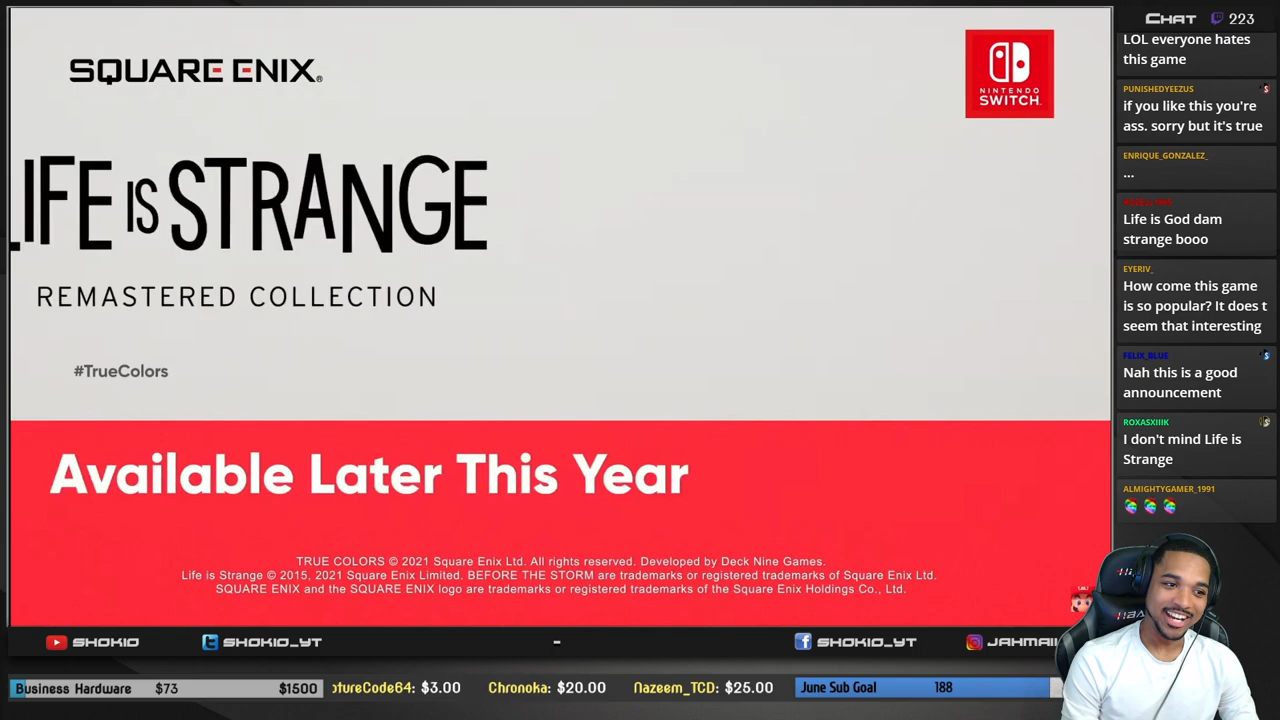 SQUARE ENIX®
NINTENDO
SWITCH.
LIFE IS STRANGE
REMASTERED COLLECTION
#TrueColors
Available Later This Year
TRUE COLORS © 2021 Square Enix Ltd. All rights reserved. Developed by Deck Nine Games.
Life is Strange © 2015, 2021 Square Enix Limited. BEFORE THE STORM are trademarks or registered trademarks of Square Enix Ltd.
SQUARE ENIX and the SQUARE ENIX logo are trademarks or registered trademarks of the Square Enix Holdings Co., Ltd.
CHAT 223
LOL everyone hates
this game
PUNISHEDYEEZUS
if you like this you're
ass. sorry but it's true
ENRIQUE_GONZALEZ_
...
Life is God dam
strange booo
EYERIV_
How come this game
is so popular? It does t
seem that interesting
FELIX_BLUE
Nah this is a good
announcement
ROXASXIIIK
I don't mind Life is
Strange
ALMIGHTYGAMER_1991
SHOKIO
SHOKIO_YT
-
SHOKIO_YT
Business Hardware $73 $1500
ptureCode64: $3.00 Chronoka: $20.00 Nazeem_TCD: $25.00
June Sub Goal 188